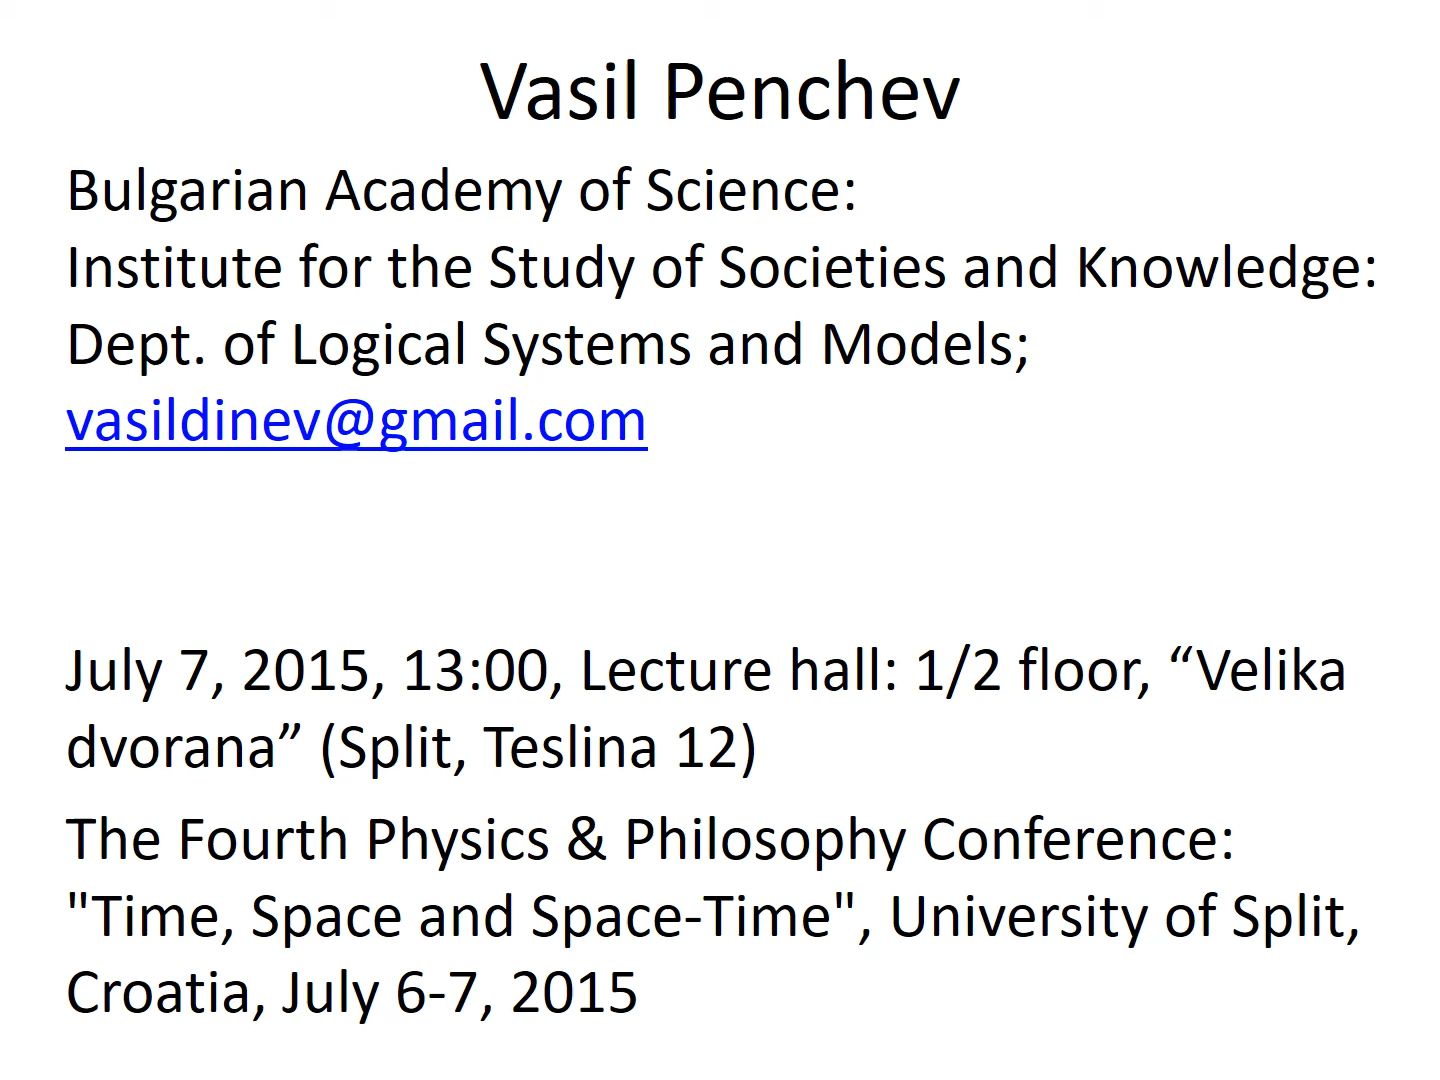 Vasil Penchev
Bulgarian Academy of Science:
Institute for the Study of Societies and Knowledge:
Dept. of Logical Systems and Models;
vasildinev@gmail.com
July 7, 2015, 13:00, Lecture hall: 1/2 floor, “Velika
dvorana” (Split, Teslina 12)
The Fourth Physics & Philosophy Conference:
"Time, Space and Space-Time", University of Split,
Croatia, July 6-7, 2015